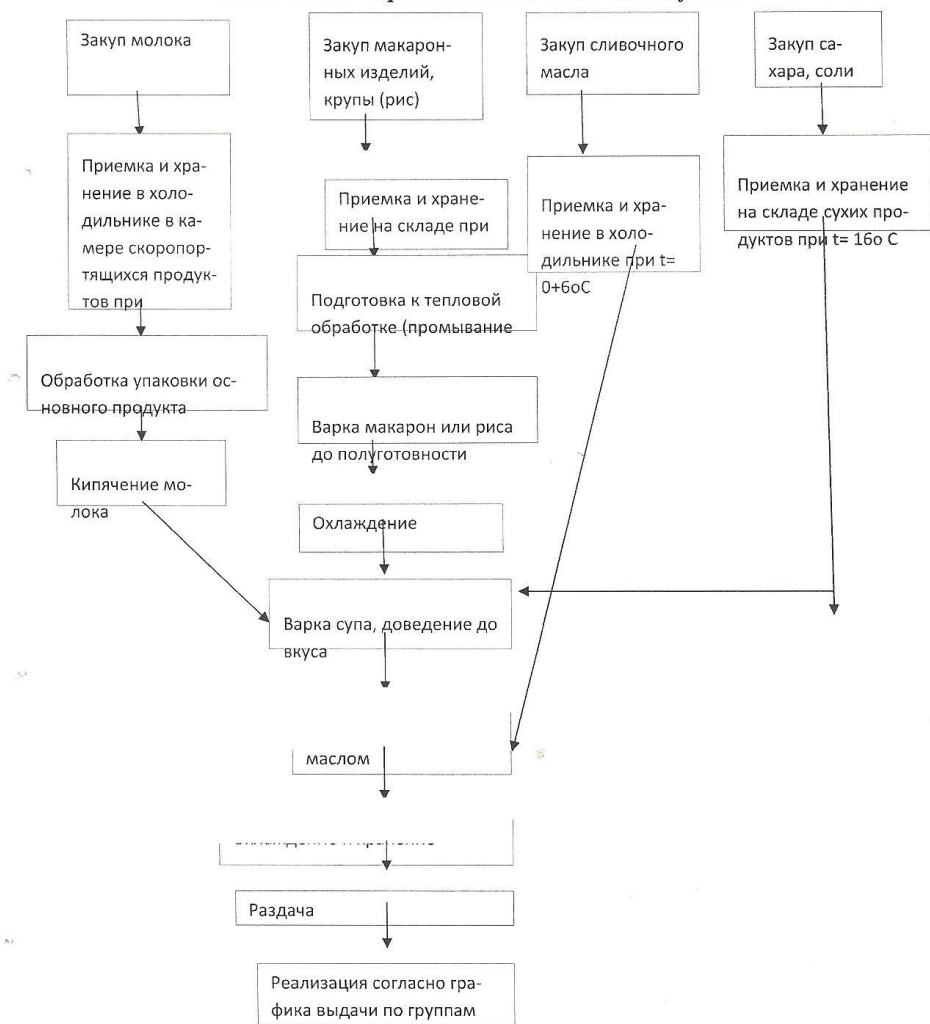 Закуп молока
Закуп макарон-
ных изделий,
крупы (рис)
Закуп сливочного
масла
Закуп са-
хара, соли
Приемка и хра-
нение в холо-
дильнике в ка-
мере скоропор-
тящихся продук-
тов при
Приемка и хране-
ние на складе при
Приемка и хра-
нение в холо-
дильнике при t=
0+6оС
Приемка и хранение
на складе сухих про-
дуктов при t= 16о С
Подготовка к тепловой
обработке (промывание
Обработка упаковки ос-
новного продукта
Варка макарон или риса
до полуготовности
Кипячение мо-
лока
Охлаждение
Варка супа, доведение до
вкуса
маслом
Раздача
Реализация согласно гра-
фика выдачи по группам